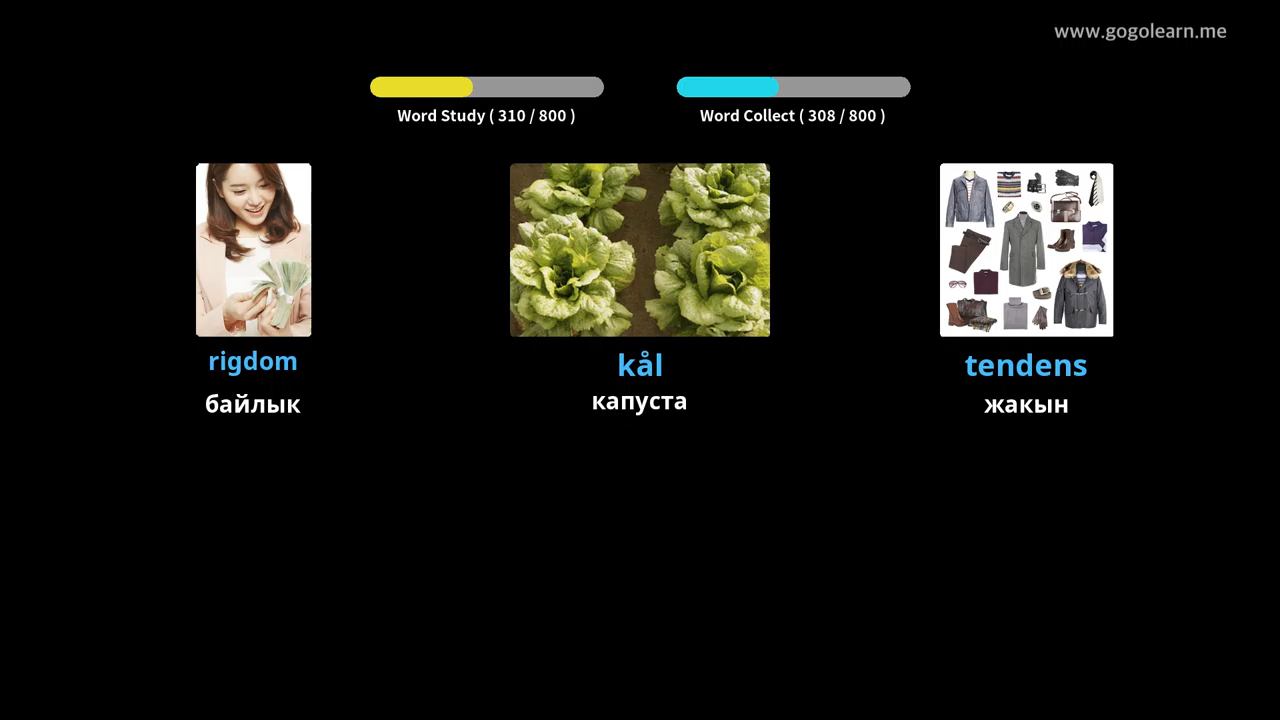 www.gogolearn.me
Word Study ( 310 / 800 )
Word Collect ( 308 / 800 )
rigdom
байлык
kål
капуста
tendens
жакын